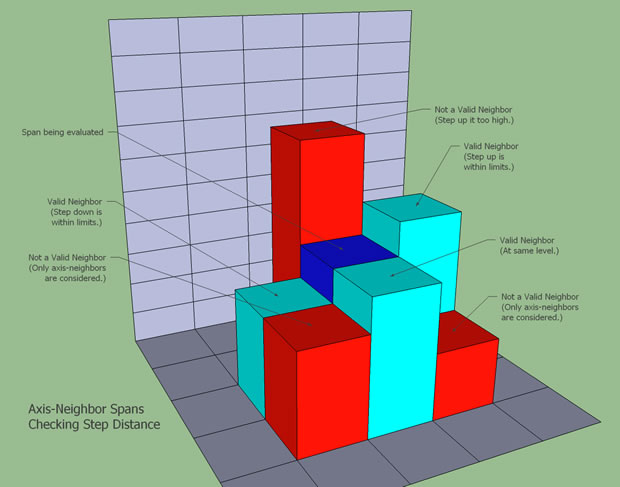 Not a Valid Neighbor
(Step up it too high.)
Span being evaluated
Valid Neighbor
(Step up is
within limits.)
Valid Neighbor
(Step down is
within limits.)
Valid Neighbor
(At same level.)
Not a Valid Neighbor
(Only axis-neighbors
are considered.)
Not a Valid Neighbor
(Only axis-neighbors
are considered.)
Axis-Neighbor Spans
Checking Step Distance